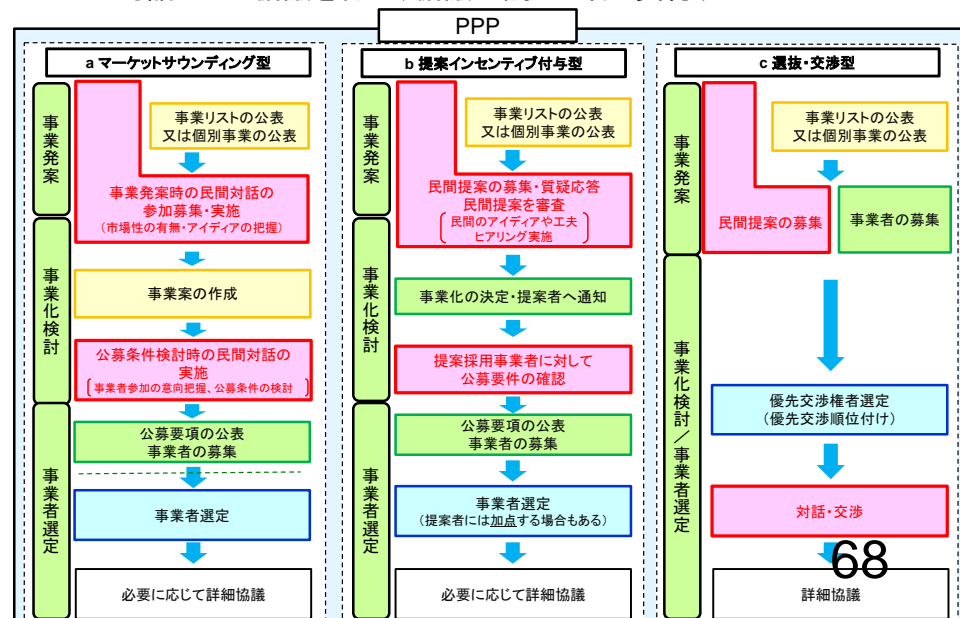 PPP
a マーケットサウンディング型
事業発案
事業リストの公表
又は個別事業の公表
事業発案時の民間対話の
参加募集・実施
(市場性の有無・アイディアの把握)
事業化検討
事業案の作成
公募条件検討時の民間対話の
実施
事業者参加の意向把握、公募条件の検討
事業者選定
公募要項の公表
事業者の募集
事業者選定
必要に応じて詳細協議
b 提案インセンティブ付与型
事業発案
事業リストの公表
又は個別事業の公表
民間提案の募集・質疑応答
民間提案を審査
民間のアイディアや工夫
ヒアリング実施
事業化検討
事業化の決定・提案者へ通知
提案採用事業者に対して
公募要件の確認
事業者選定
公募要項の公表
事業者の募集
事業者選定
(提案者には加点する場合もある)
必要に応じて詳細協議
c 選抜・交渉型
事業発案
事業リストの公表
又は個別事業の公表
民間提案の募集
事業者の募集
事業化検討/事業者選定
優先交渉権者選定
(優先交渉順位付け)
対話・交渉
68
詳細協議